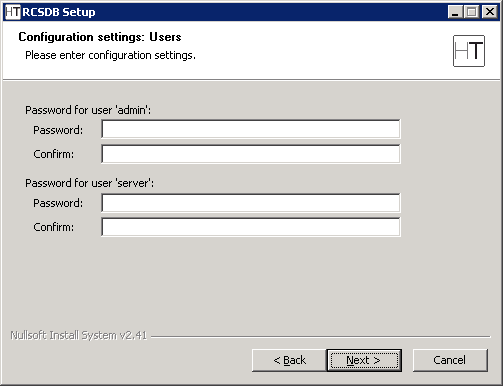 HT RCSDB Setup
Configuration settings: Users
Please enter configuration settings.
HT
Password for user 'admin':
Password:
Confirm:
Password for user 'server':
Password:
Confirm:
Nullsoft Install System v2.41
< Back Next > Cancel